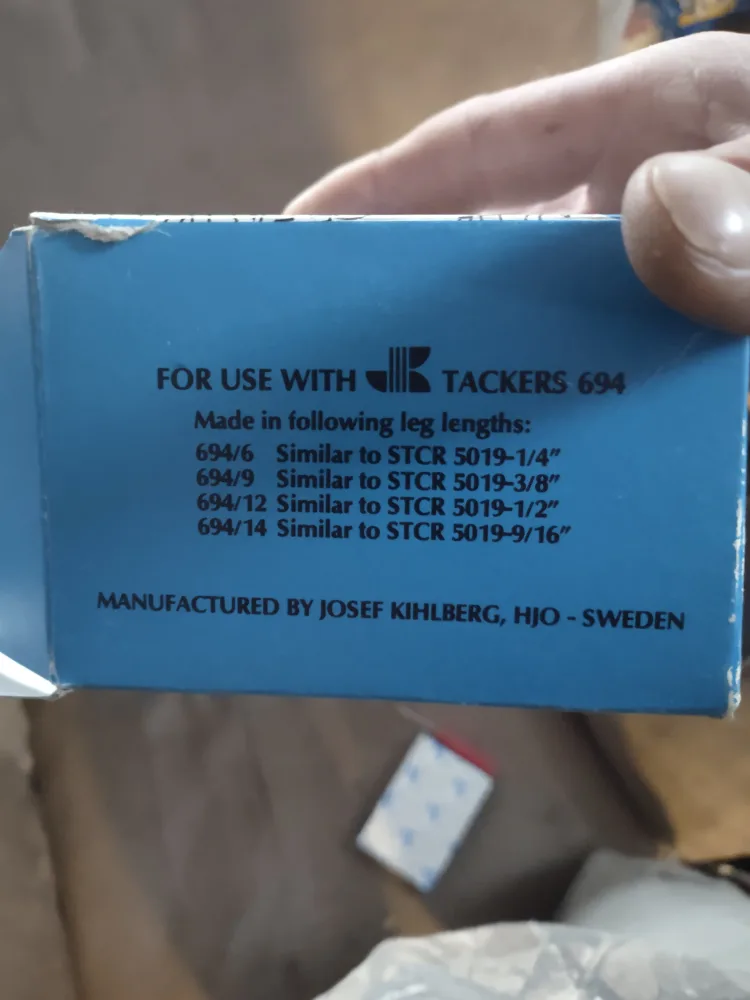 FOR USE WITH JK TACKERS 694
Made in following leg lengths:
694/6 Similar to STCR 5019-1/4"
694/9 Similar to STCR 5019-3/8"
694/12 Similar to STCR 5019-1/2"
694/14 Similar to STCR 5019-9/16"
MANUFACTURED BY JOSEF KIHLBERG, HJO - SWEDEN